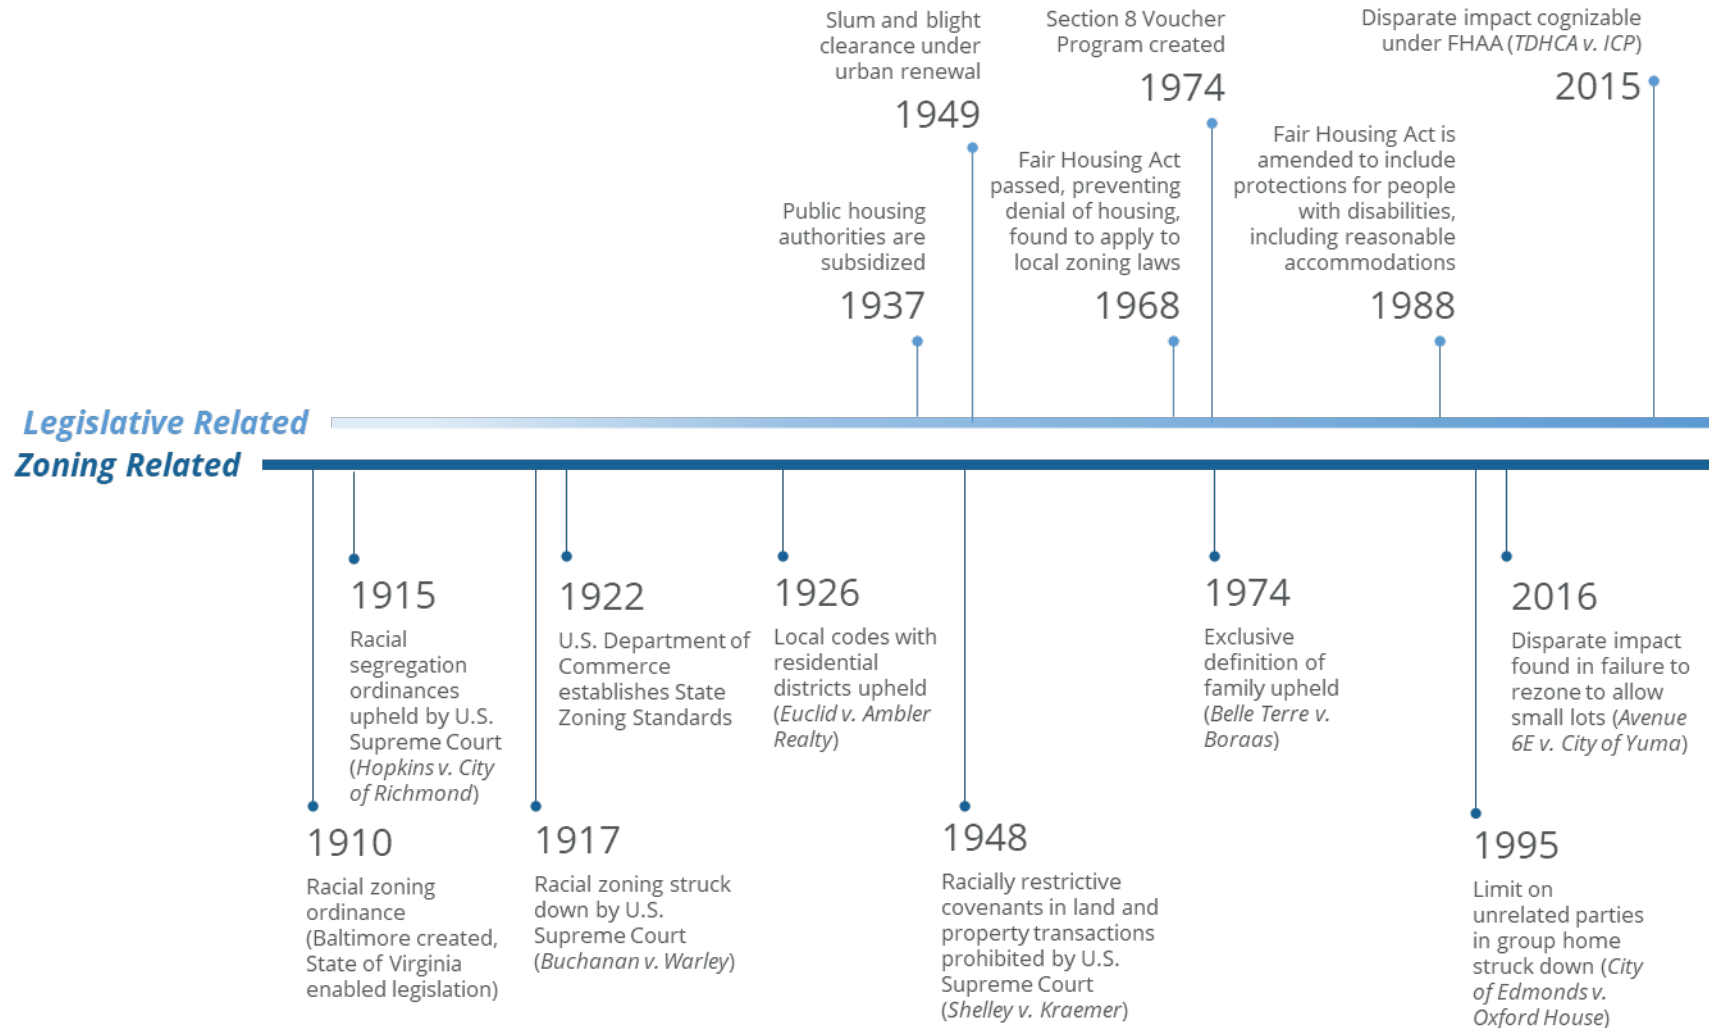 Slum and blight
clearance under
urban renewal
1949
Section 8 Voucher
Program created
1974
Disparate impact cognizable
under FHAA (TDHCA v. ICP)
2015
Public housing
authorities are
subsidized
1937
Fair Housing Act
passed, preventing
denial of housing,
found to apply to
local zoning laws
1968
Fair Housing Act is
amended to include
protections for people
with disabilities,
including reasonable
accommodations
1988
Legislative Related
Zoning Related
1915
Racial
segregation
ordinances
upheld by U.S.
Supreme Court
(Hopkins v. City
of Richmond)
1922
U.S. Department of
Commerce
establishes State
Zoning Standards
1926
Local codes with
residential
districts upheld
(Euclid v. Ambler
Realty)
1974
Exclusive
definition of
family upheld
(Belle Terre v.
Boraas)
2016
Disparate impact
found in failure to
rezone to allow
small lots (Avenue
6E v. City of Yuma)
1910
Racial zoning
ordinance
(Baltimore created,
State of Virginia
enabled legislation)
1917
Racial zoning struck
down by U.S.
Supreme Court
(Buchanan v. Warley)
1948
Racially restrictive
covenants in land and
property transactions
prohibited by U.S.
Supreme Court
(Shelley v. Kraemer)
1995
Limit on
unrelated parties
in group home
struck down (City
of Edmonds v.
Oxford House)